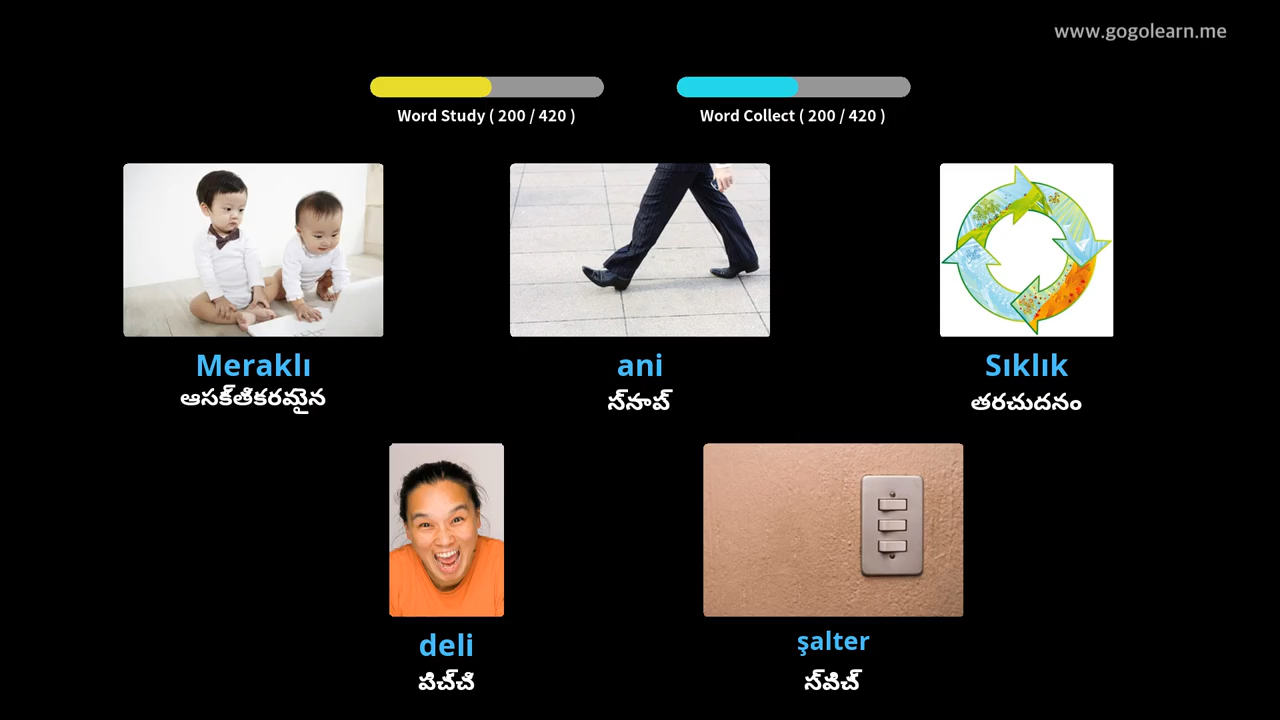 www.gogolearn.me
Word Study ( 200 / 420 )
Word Collect ( 200 / 420 )
Meraklı
ఆసక్తికరమైన
ani
స్నాప్
Sıklık
తరచుదనం
deli
పిచ్చి
şalter
స్విచ్